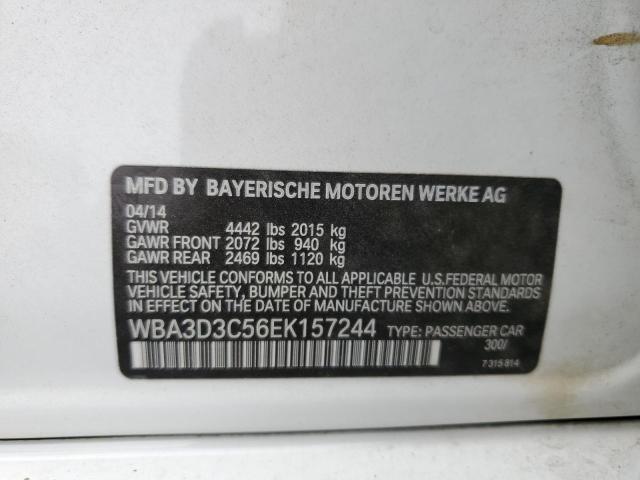 MFD BY BAYERISCHE MOTOREN WERKE AG
04/14
GVWR 4442 lbs 2015 kg
GAWR FRONT 2072 lbs 940 kg
GAWR REAR 2469 lbs 1120 kg
THIS VEHICLE CONFORMS TO ALL APPLICABLE U.S.FEDERAL MOTOR
VEHICLE SAFETY, BUMPER AND THEFT PREVENTION STANDARDS
IN EFFECT ON THE DATE OF MANUFACTURE SHOWN ABOVE.
WBA3D3C56EK157244 TYPE: PASSENGER CAR
300/
7 315 814